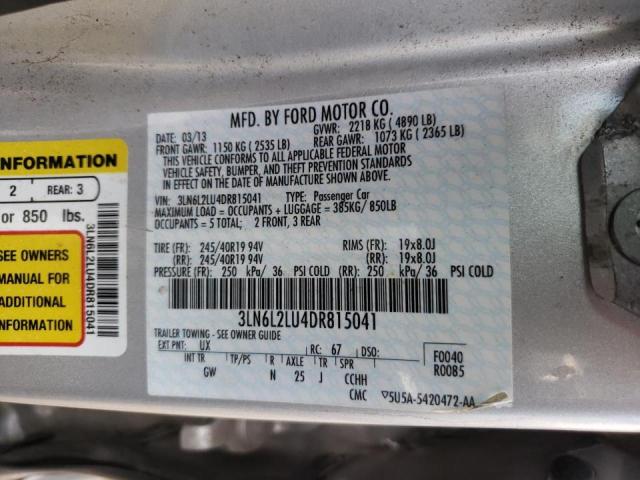 MFD. BY FORD MOTOR CO.
DATE: 03/13 GVWR: 2218 KG ( 4890 LB)
FRONT GAWR: 1150 KG ( 2535 LB) REAR GAWR: 1073 KG ( 2365 LB)
THIS VEHICLE CONFORMS TO ALL APPLICABLE FEDERAL MOTOR
VEHICLE SAFETY, BUMPER, AND THEFT PREVENTION STANDARDS
IN EFFECT ON THE DATE OF MANUFACTURE SHOWN ABOVE.
VIN: 3LN6L2LU4DR815041 TYPE: Passenger Car
MAXIMUM LOAD = OCCUPANTS + LUGGAGE = 385KG/850LB
OCCUPANTS = 5 TOTAL; 2 FRONT, 3 REAR
TIRE (FR): 245/40R19 94V RIMS (FR): 19x8.0J
(RR): 245/40R19 94V (RR): 19x8.0J
PRESSURE (FR): 250 kPa/ 36 PSI COLD (RR): 250 kPa/ 36 PSI COLD
3LN6L2LU4DR815041
TRAILER TOWING - SEE OWNER GUIDE
EXT PNT: UX RC: 67 DSO:
INT TR TP/PS R AXLE TR SPR
GW N 25 J CCHH
F0040
R0085
CMC 5U5A-5420472-AA
INFORMATION
2 REAR: 3
or 850 lbs.
SEE OWNERS
MANUAL FOR
ADDITIONAL
INFORMATION
3LN6L2LU4DR815041